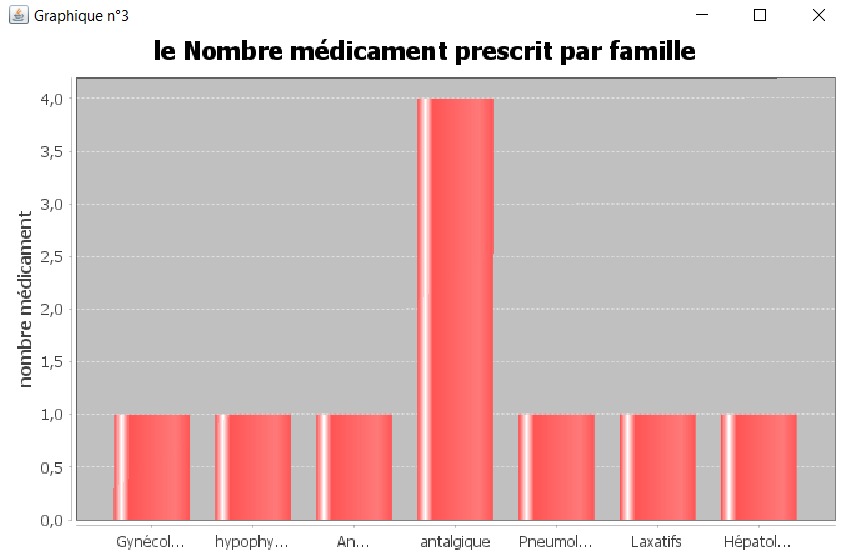 Graphique n°3
le Nombre médicament prescrit par famille
nombre médicament
4,0
3,5
3,0
2,5
2,0
1,5
1,0
0,5
0,0
Gynécol... hypophy... An... antalgique Pneumol... Laxatifs Hépatol...